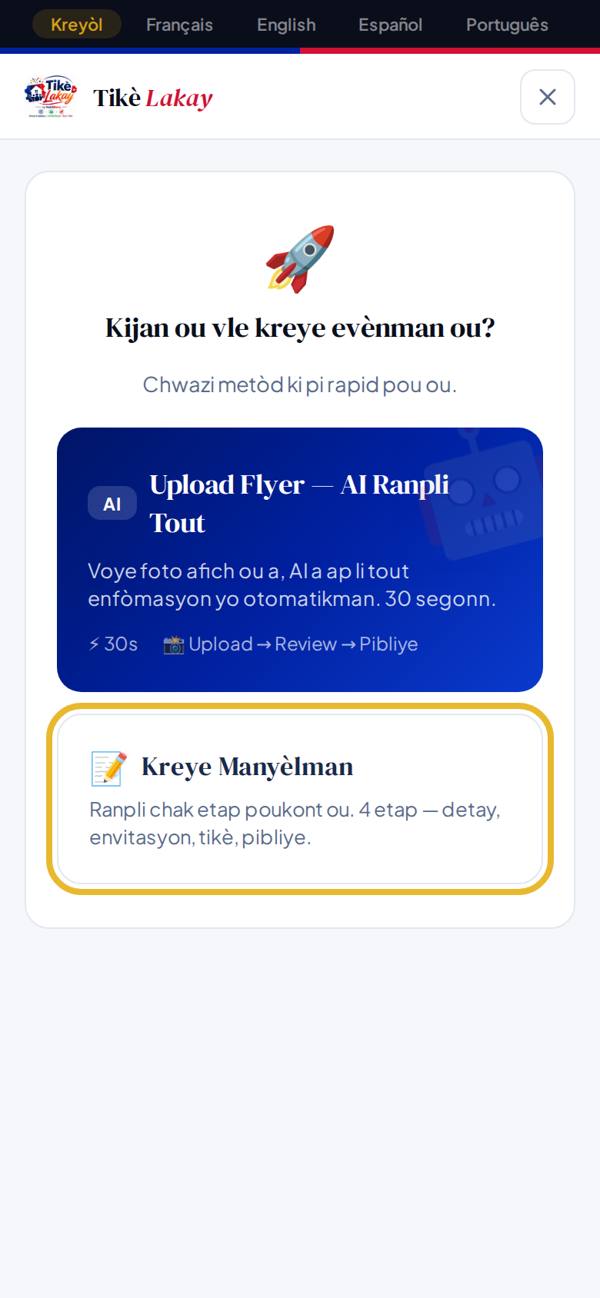 Kreyòl Français English Español Português
Tikè Lakay
Tikè Lakay
Kijan ou vle kreye evènman ou?
Chwazi metòd ki pi rapid pou ou.
AI
Upload Flyer — AI Ranpli
Tout
Voye foto afich ou a, AI a ap li tout
enfòmasyon yo otomatikman. 30 segonn.
⚡ 30s 📸 Upload → Review → Pibliye
Kreye Manyèlman
Ranpli chak etap poukont ou. 4 etap — detay,
envitasyon, tikè, pibliye.